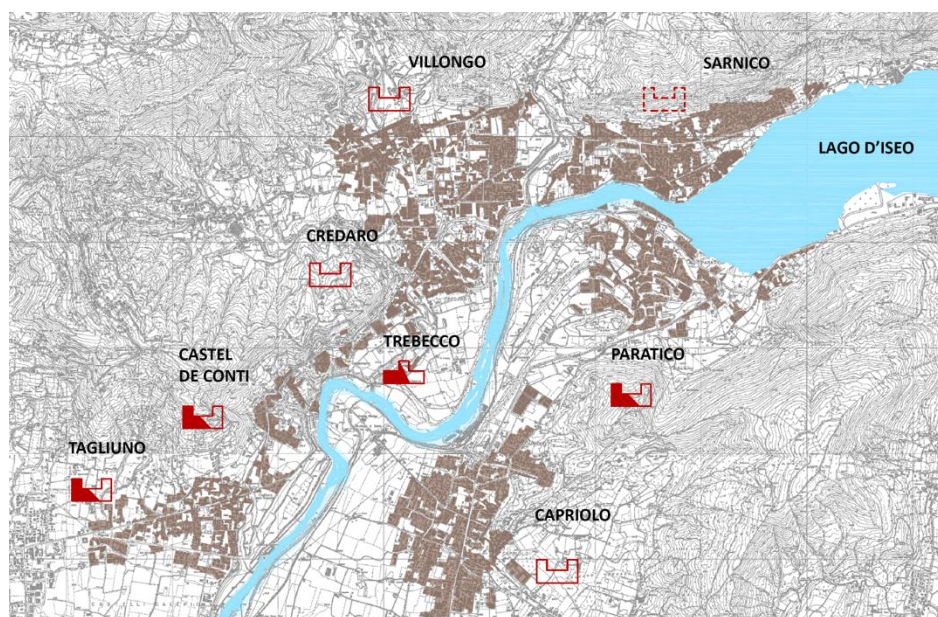 VILLONGO
SARNICO
LAGO D'ISEO
CREDARO
TREBECCO
CASTEL
DE CONTI
PARATICO
TAGLIUNO
CAPRIOLO